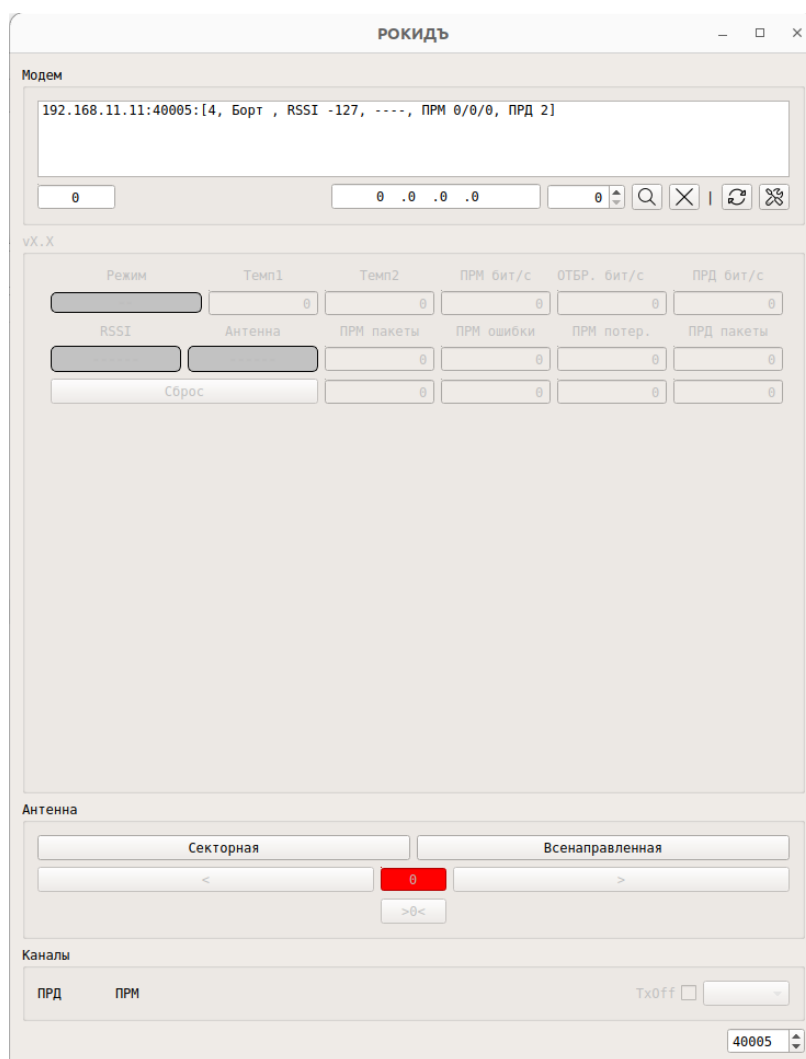 РОКИДЪ
Модем
192.168.11.11:40005:[4, Борт , RSSI -127, ----, ПРМ 0/0/0, ПРД 2]
0 0 .0 .0 .0 0 |
vX.X
Режим Темп1 Темп2 ПРМ бит/с ОТБР. бит/с ПРД бит/с
0 0 0 0 0
RSSI Антенна ПРМ пакеты ПРМ ошибки ПРМ потер. ПРД пакеты
0 0 0 0
Сброс 0 0 0 0
Антенна
Секторная Всенаправленная
< 0 >
>0<
Каналы
ПРД ПРМ TxOff
40005